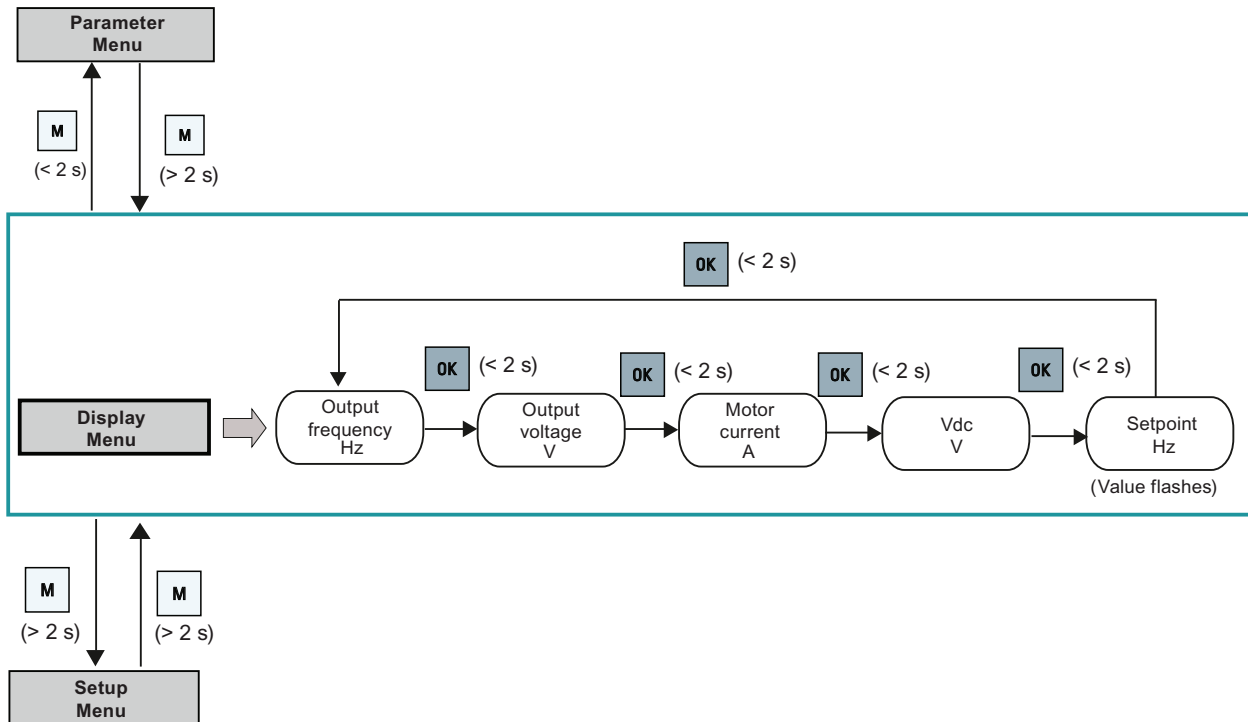 Parameter
Menu
M
(< 2 s)
M
(> 2 s)
OK (< 2 s)
OK (< 2 s)
OK (< 2 s)
OK (< 2 s)
OK (< 2 s)
Display
Menu
Output
frequency
Hz
Output
voltage
V
Motor
current
A
Vdc
V
Setpoint
Hz
(Value flashes)
M
(> 2 s)
M
(> 2 s)
Setup
Menu